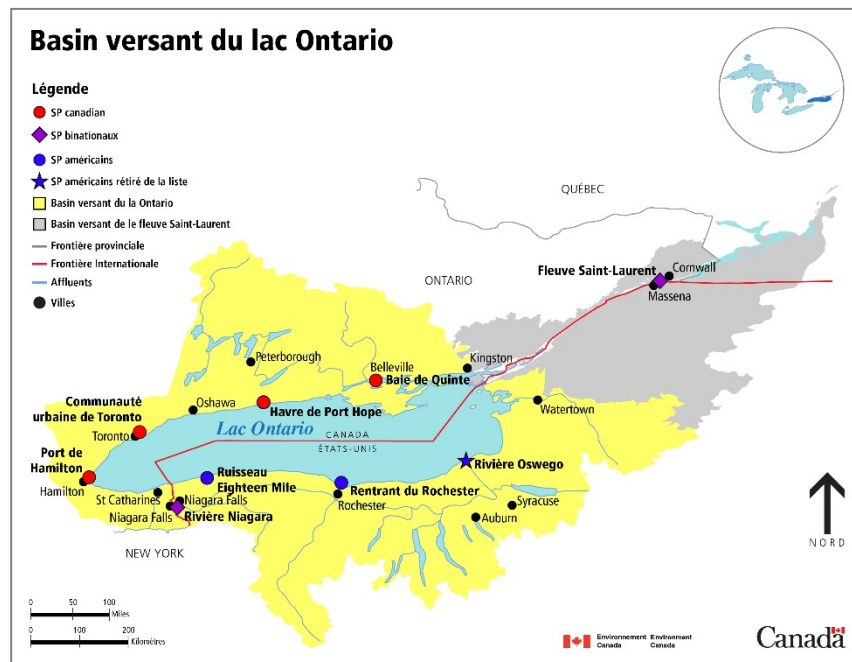 Basin versant du lac Ontario
Légende
SP canadian
SP binationaux
SP américains
SP américains rétiré de la liste
Basin versant du la Ontario
Basin versant de le fleuve Saint-Laurent
Frontière provinciale
Frontière Internationale
Affluents
Villes
QUÉBEC
ONTARIO
Fleuve Saint-Laurent
Cornwall
Massena
Peterborough
Belleville
Kingston
Baie de Quinte
Communauté
urbaine de Toronto
Oshawa
Havre de Port Hope
Watertown
Toronto
Lac Ontario
CANADA
ÉTATS-UNIS
Port de
Hamilton
Hamilton
Ruisseau
Eighteen Mile
Rivière Oswego
Rentrant du Rochester
St Catharines
Niagara Falls
Niagara Falls
Rivière Niagara
Rochester
Syracuse
Auburn
NEW YORK
NORD
0 50 100
Miles
0 100 200
Kilomètres
Environnement Environment
Canada Canada
Canada